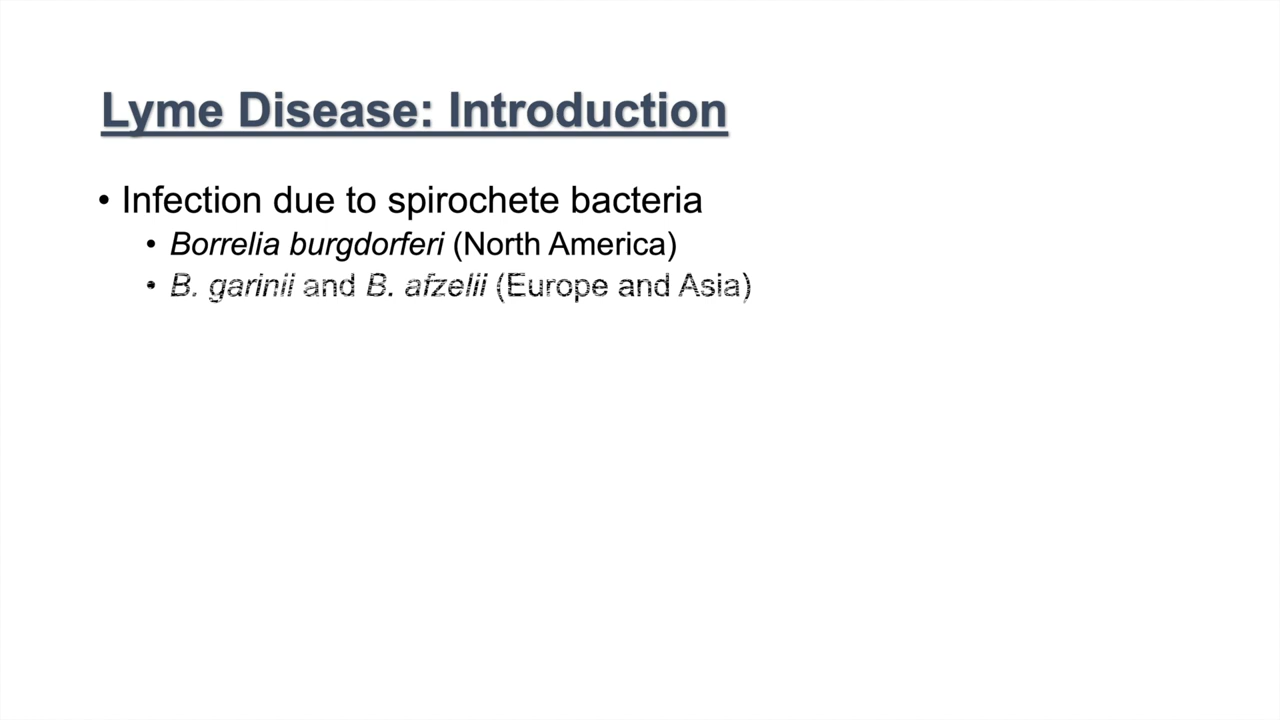 Lyme Disease: Introduction
• Infection due to spirochete bacteria
• Borrelia burgdorferi (North America)
• B. garinii and B. afzelii (Europe and Asia)